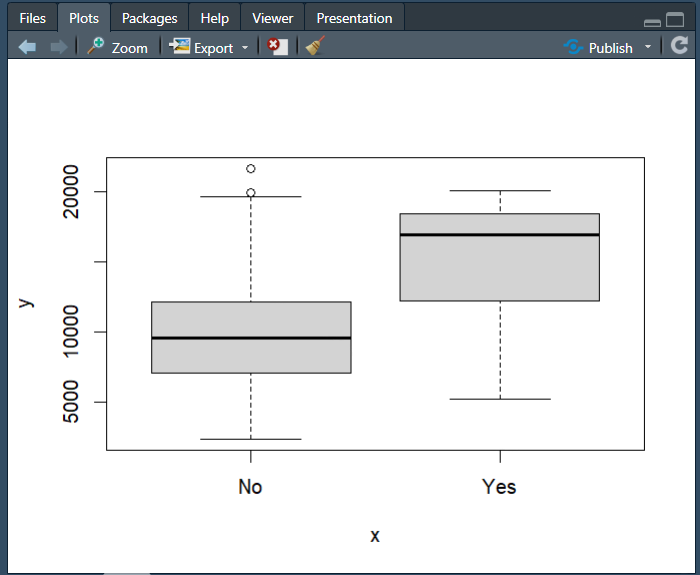 Files Plots Packages Help Viewer Presentation
Zoom Export Publish
20000
10000
5000
y
No Yes
x